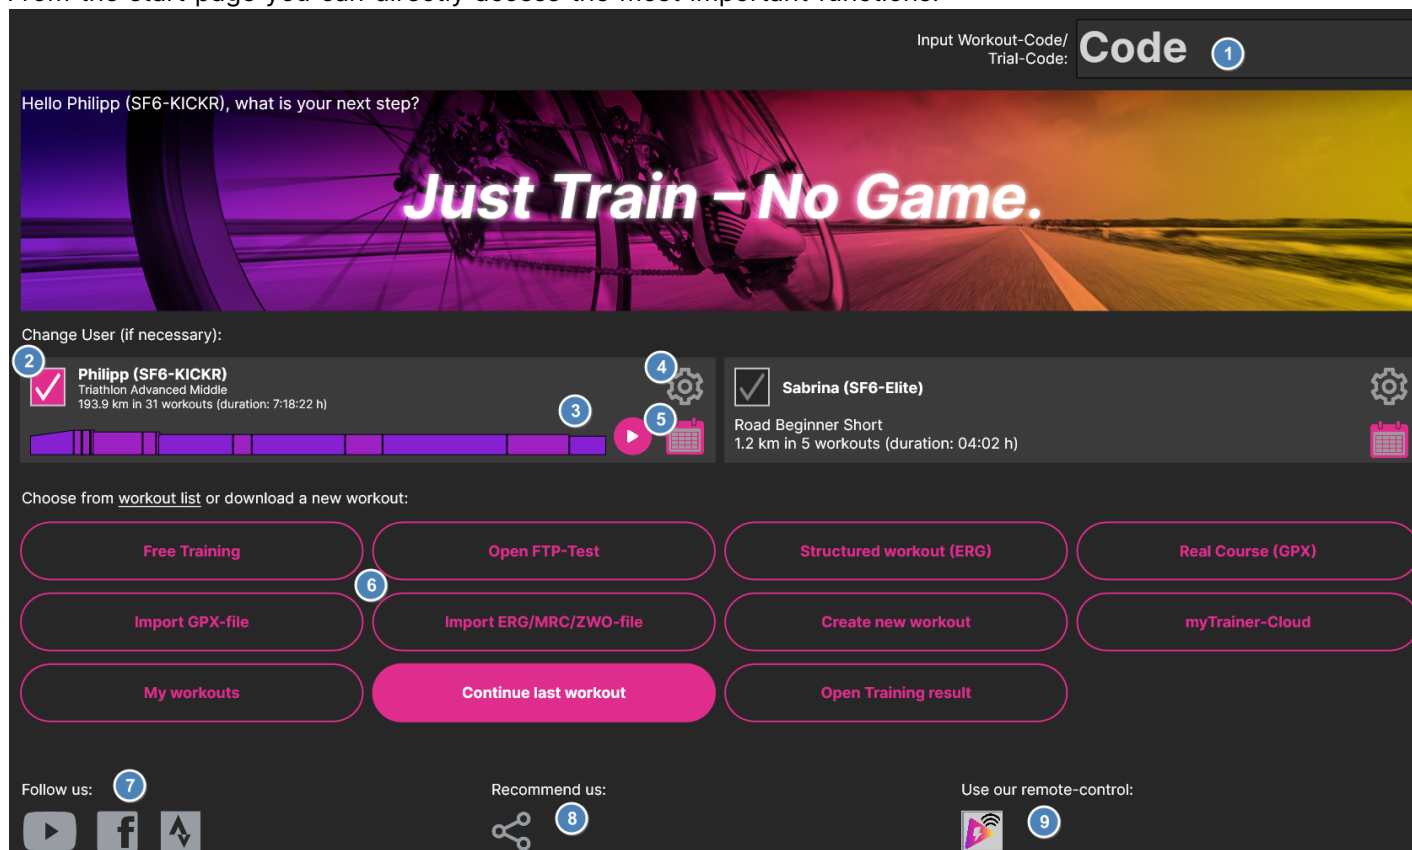 From the start page you can directly access the most important functions.
Input Workout-Code/
Trial-Code:
Code
1
Hello Philipp (SF6-KICKR), what is your next step?
Just Train – No Game.
Change User (if necessary):
2
Philipp (SF6-KICKR)
Triathlon Advanced Middle
193.9 km in 31 workouts (duration: 7:18:22 h)
3
4
5
Sabrina (SF6-Elite)
Road Beginner Short
1.2 km in 5 workouts (duration: 04:02 h)
Choose from workout list or download a new workout:
Free Training
Open FTP-Test
Structured workout (ERG)
Real Course (GPX)
6
Import GPX-file
Import ERG/MRC/ZWO-file
Create new workout
myTrainer-Cloud
My workouts
Continue last workout
Open Training result
Follow us:
7
Recommend us:
8
Use our remote-control:
9
f